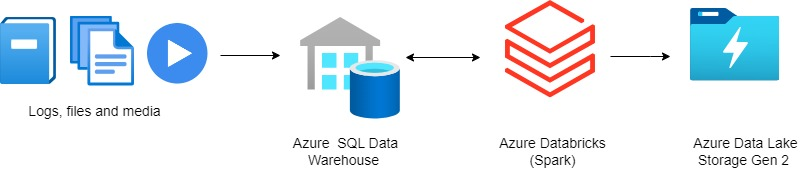 Logs, files and media
Azure  SQL Data
Warehouse
Azure Databricks
(Spark)
Azure Data Lake
Storage Gen 2